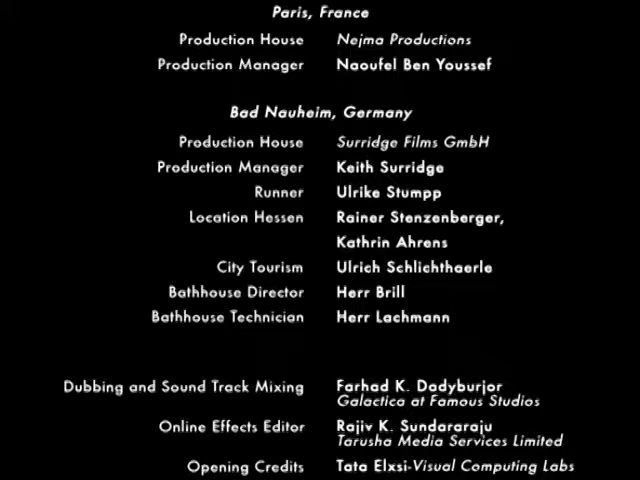 Paris, France
Production House Nejma Productions
Production Manager Naoufel Ben Youssef
Bad Nauheim, Germany
Production House Surridge Films GmbH
Production Manager Keith Surridge
Runner Ulrike Stumpp
Location Hessen Rainer Stenzenberger,
Kathrin Ahrens
City Tourism Ulrich Schlichthaerle
Bathhouse Director Herr Brill
Bathhouse Technician Herr Lachmann
Dubbing and Sound Track Mixing Farhad K. Dadyburjor
Galactica at Famous Studios
Online Effects Editor Rajiv K. Sundararaju
Tarusha Media Services Limited
Opening Credits Tata Elxsi-Visual Computing Labs